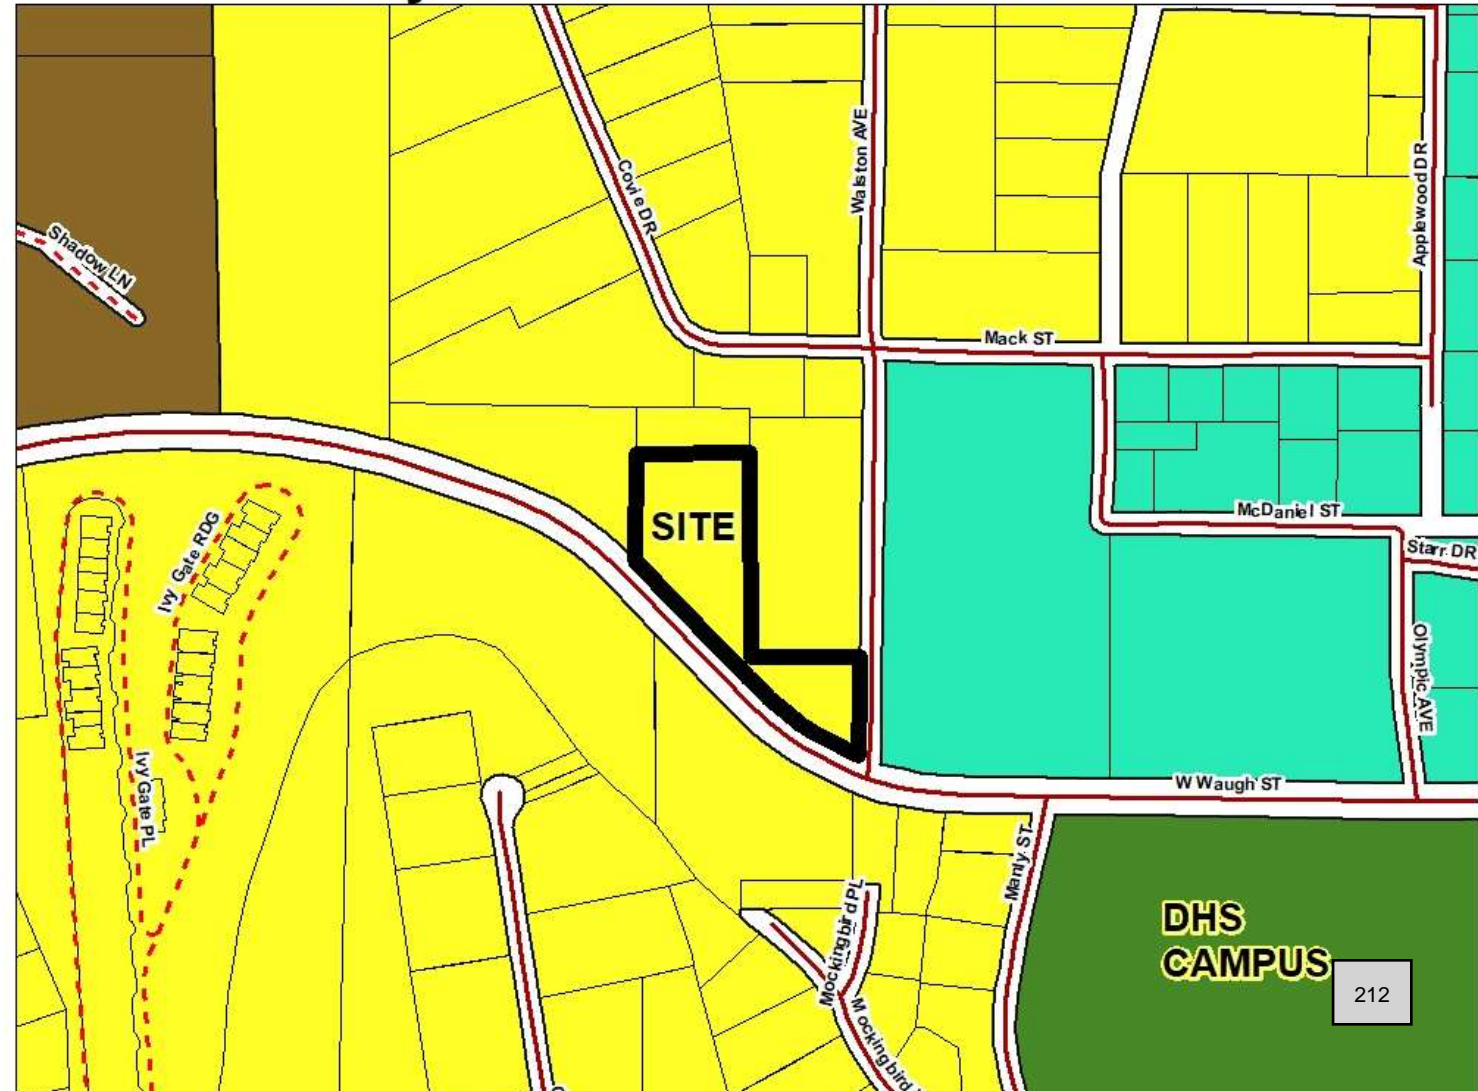 Covie DR
Walston AVE
Applewood DR
Shadow LN
Mack ST
SITE
McDaniel ST
Starr DR
Ivy Gate RDG
Olympic AVE
Ivy Gate PL
W Waugh ST
Manly ST
Mockingbird PL
DHS
CAMPUS
212
Mockingbird